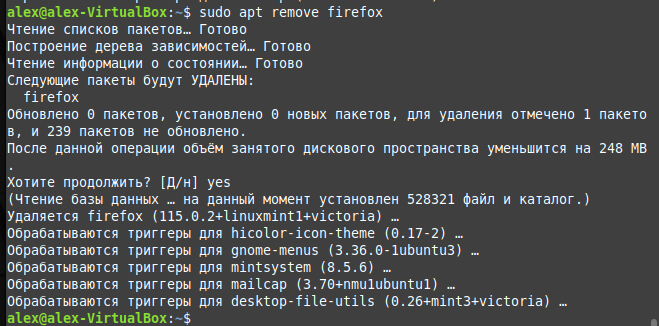 alex@alex-VirtualBox:~$ sudo apt remove firefox
Чтение списков пакетов… Готово
Построение дерева зависимостей… Готово
Чтение информации о состоянии… Готово
Следующие пакеты будут УДАЛЕНЫ:
  firefox
Обновлено 0 пакетов, установлено 0 новых пакетов, для удаления отмечено 1 пакето
в, и 239 пакетов не обновлено.
После данной операции объём занятого дискового пространства уменьшится на 248 MB
.
Хотите продолжить? [Д/н] yes
(Чтение базы данных … на данный момент установлен 528321 файл и каталог.)
Удаляется firefox (115.0.2+linuxmint1+victoria) …
Обрабатываются триггеры для hicolor-icon-theme (0.17-2) …
Обрабатываются триггеры для gnome-menus (3.36.0-1ubuntu3) …
Обрабатываются триггеры для mintsystem (8.5.6) …
Обрабатываются триггеры для mailcap (3.70+nmu1ubuntu1) …
Обрабатываются триггеры для desktop-file-utils (0.26+mint3+victoria) …
alex@alex-VirtualBox:~$